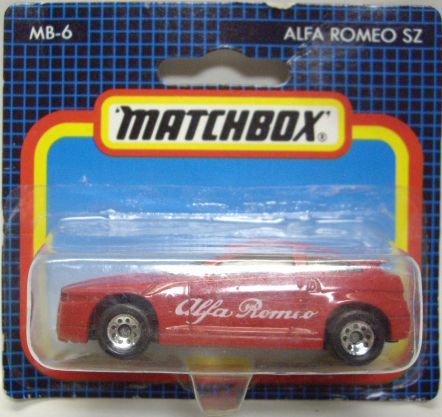 MB-6
ALFA ROMEO SZ
"MATCHBOX"®
Alfa Romeo